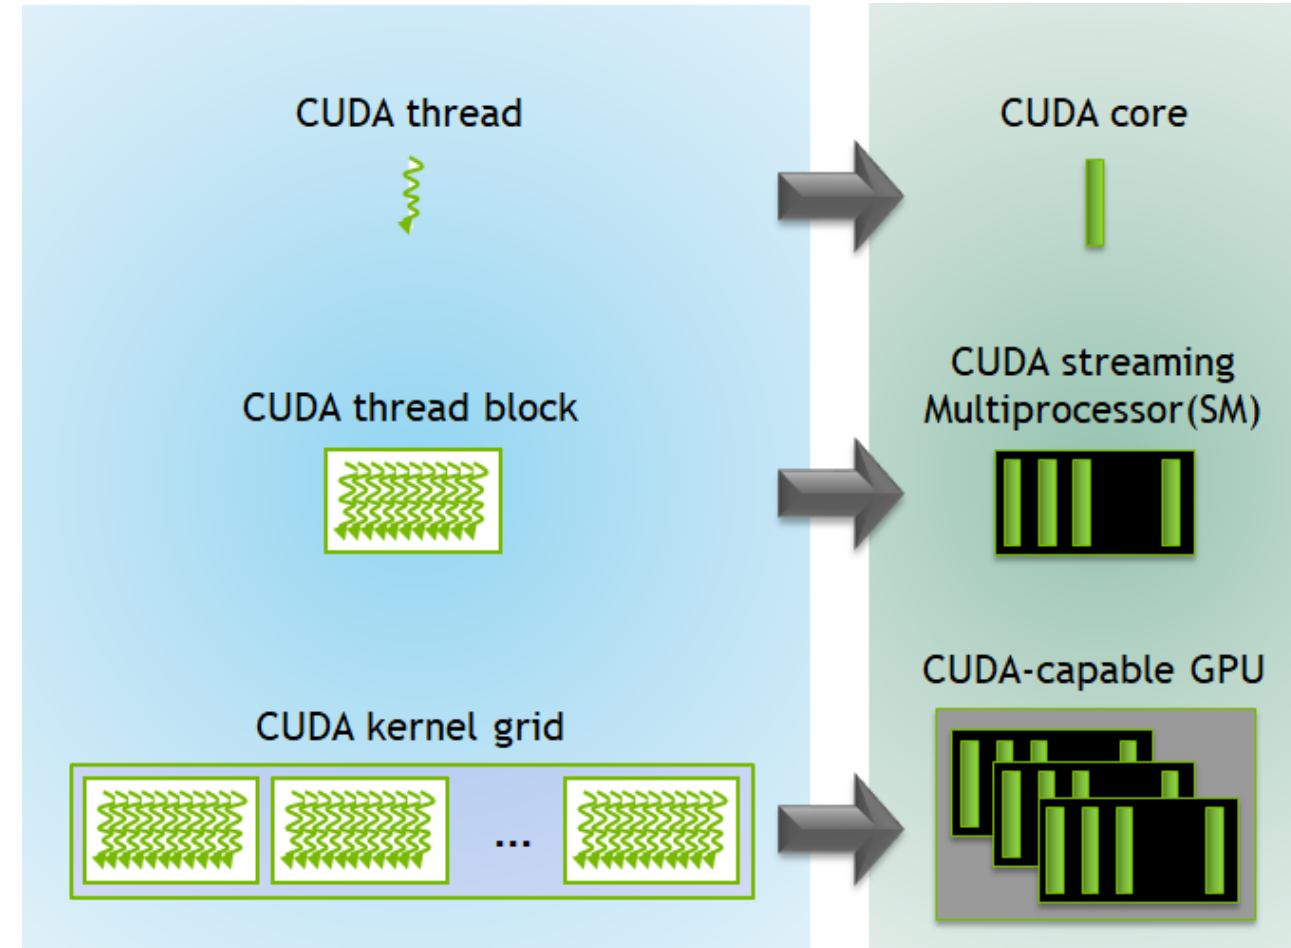 CUDA thread
CUDA core
CUDA thread block
CUDA streaming
Multiprocessor(SM)
CUDA kernel grid
...
CUDA-capable GPU